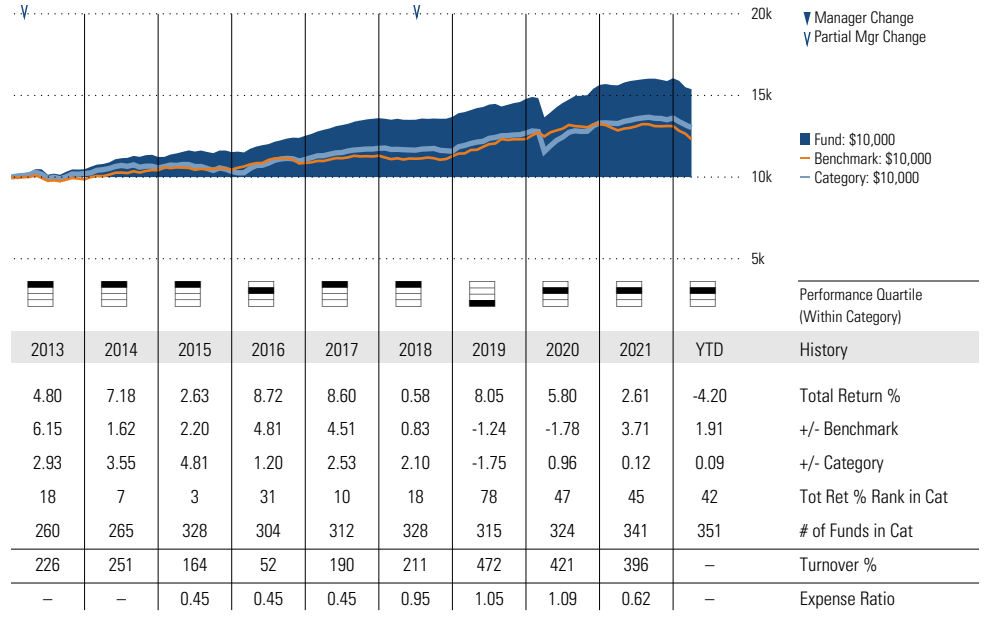 20k
15k
10k
5k
Manager Change
Partial Mgr Change
Fund: $10,000
Benchmark: $10,000
Category: $10,000
Performance Quartile
(Within Category)
2013 2014 2015 2016 2017 2018 2019 2020 2021 YTD History
4.80 7.18 2.63 8.72 8.60 0.58 8.05 5.80 2.61 -4.20 Total Return %
6.15 1.62 2.20 4.81 4.51 0.83 -1.24 -1.78 3.71 1.91 +/- Benchmark
2.93 3.55 4.81 1.20 2.53 2.10 -1.75 0.96 0.12 0.09 +/- Category
18 7 3 31 10 18 78 47 45 42 Tot Ret % Rank in Cat
260 265 328 304 312 328 315 324 341 351 # of Funds in Cat
226 251 164 52 190 211 472 421 396 – Turnover %
– – 0.45 0.45 0.45 0.95 1.05 1.09 0.62 – Expense Ratio